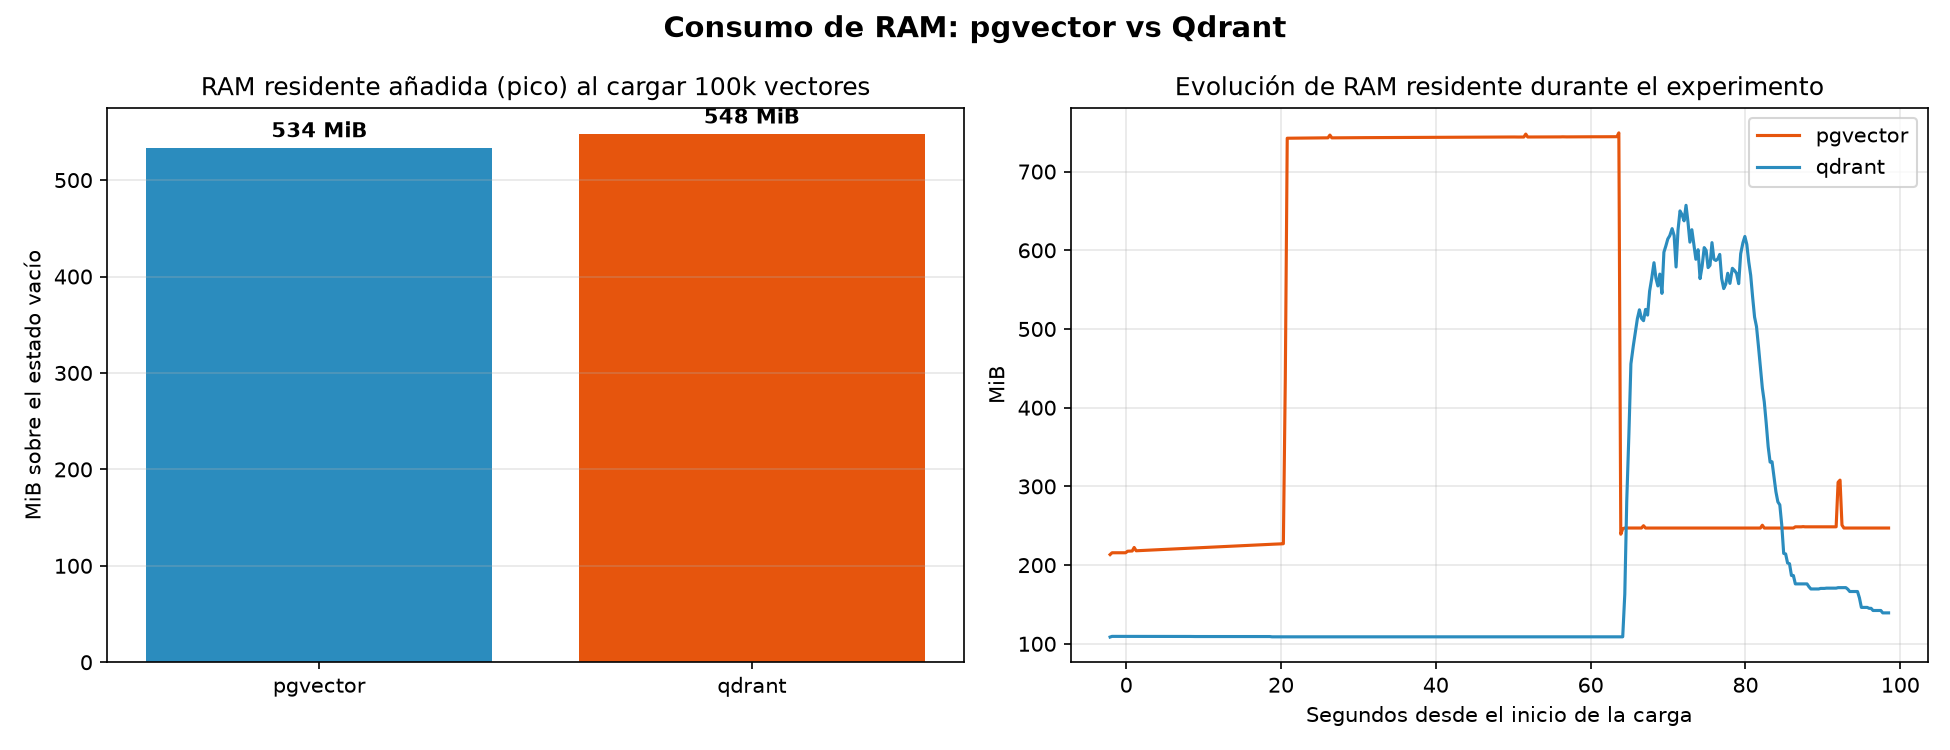 Consumo de RAM: pgvector vs Qdrant
RAM residente añadida (pico) al cargar 100k vectores
MiB sobre el estado vacío
500
400
300
200
100
0
534 MiB
548 MiB
pgvector
qdrant
Evolución de RAM residente durante el experimento
MiB
700
600
500
400
300
200
100
pgvector
qdrant
0
20
40
60
80
100
Segundos desde el inicio de la carga